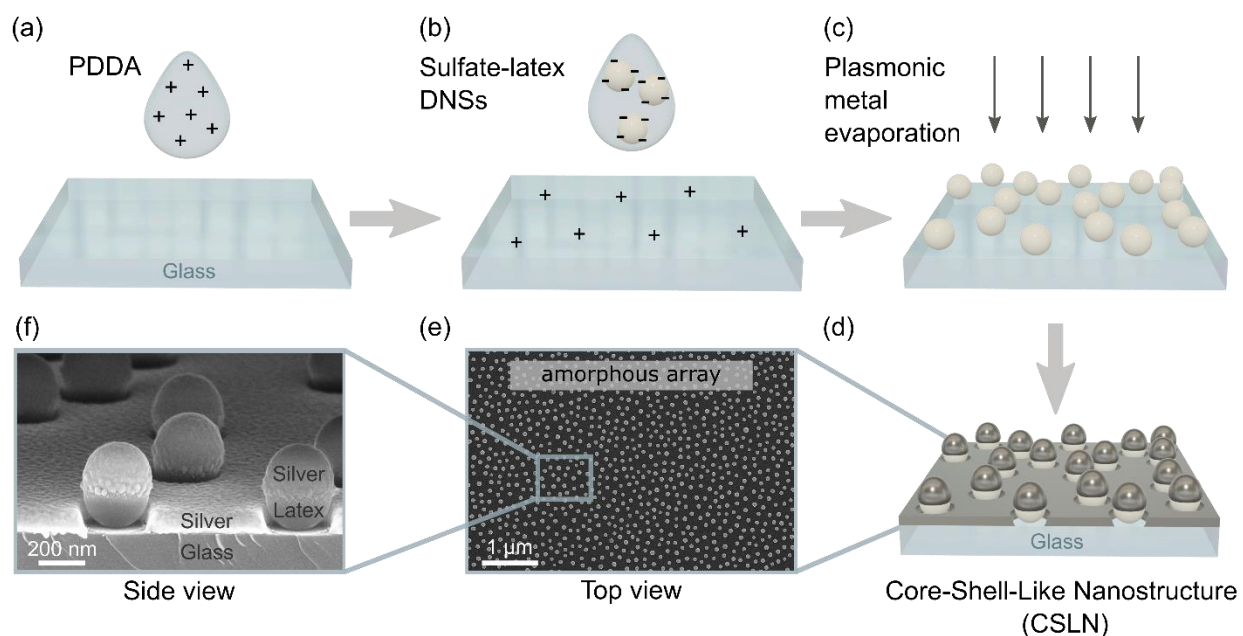 (a)
PDDA
+ + + + + + +
Glass
(b)
Sulfate-latex
DNSs
- - - - - - - - - - -
+ + + + + + +
(c)
Plasmonic
metal
evaporation
(f)
Silver
Latex
Silver
Glass
200 nm
Side view
(e)
amorphous array
1 µm
Top view
(d)
Glass
Core-Shell-Like Nanostructure
(CSLN)